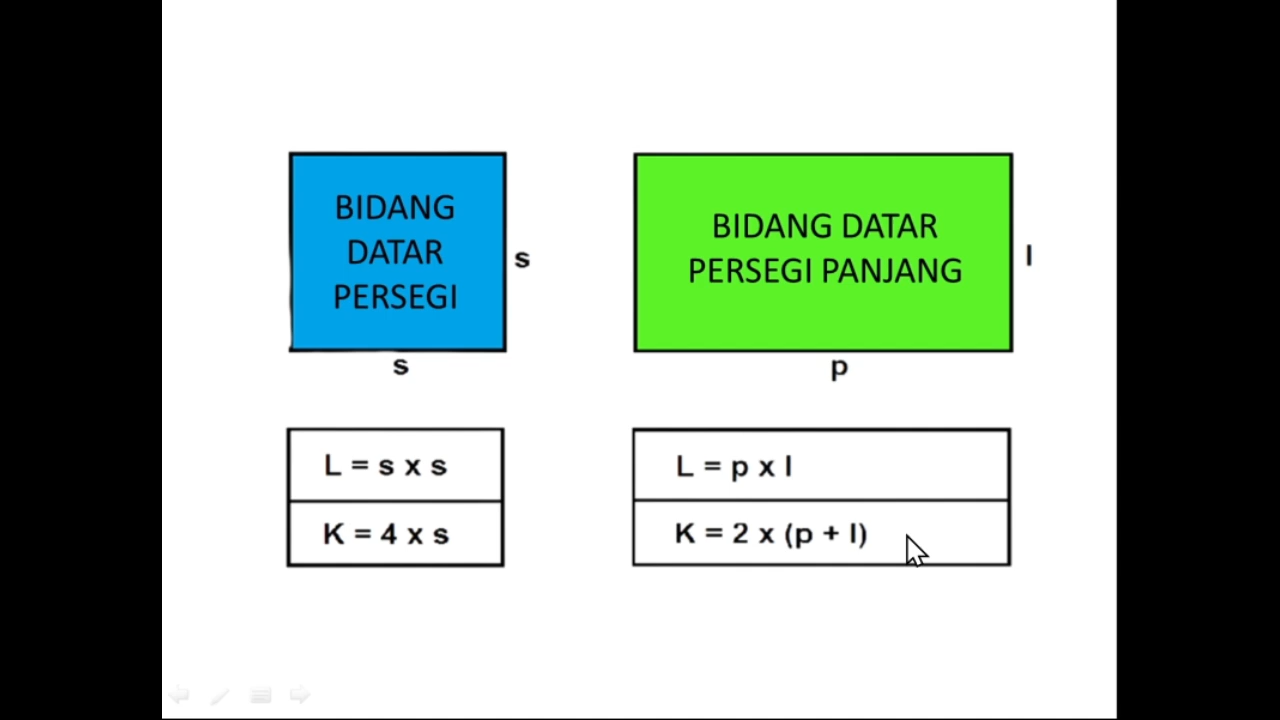 BIDANG
DATAR
PERSEGI
s
s
L = s x s
K = 4 x s
BIDANG DATAR
PERSEGI PANJANG
l
p
L = p x l
K = 2 x (p + l)